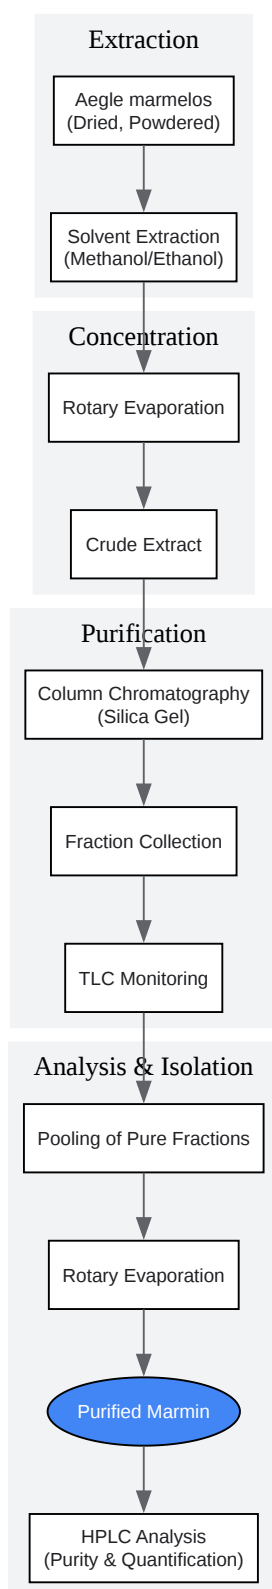 Extraction
Aegle marmelos
(Dried, Powdered)
Solvent Extraction
(Methanol/Ethanol)
Concentration
Rotary Evaporation
Crude Extract
Purification
Column Chromatography
(Silica Gel)
Fraction Collection
TLC Monitoring
Analysis & Isolation
Pooling of Pure Fractions
Rotary Evaporation
Purified Marmin
HPLC Analysis
(Purity & Quantification)